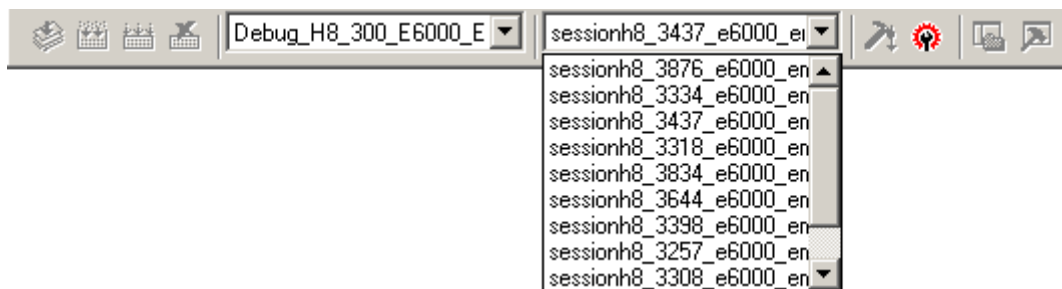 Debug_H8_300_E6000_E sessionh8_3437_e6000_e
sessionh8_3876_e6000_en
sessionh8_3334_e6000_en
sessionh8_3437_e6000_en
sessionh8_3318_e6000_en
sessionh8_3834_e6000_en
sessionh8_3644_e6000_en
sessionh8_3398_e6000_en
sessionh8_3257_e6000_en
sessionh8_3308_e6000_en